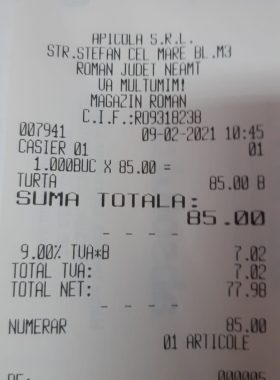 APICOLA S.R.L.
STR.STEFAN CEL MARE BL.M3
ROMAN JUDET NEAMT
VA MULTUMIM!
MAGAZIN ROMAN
C.I.F.:RO9318238
007941 09-02-2021 10:45
CASIER 01 01
1.000BUC X 85.00 =
TURTA 85.00 B
SUMA TOTALA:
85.00
- - - -
9.00% TVA*B 7.02
TOTAL TVA: 7.02
TOTAL NET: 77.98
- - - -
NUMERAR 85.00
01 ARTICOLE